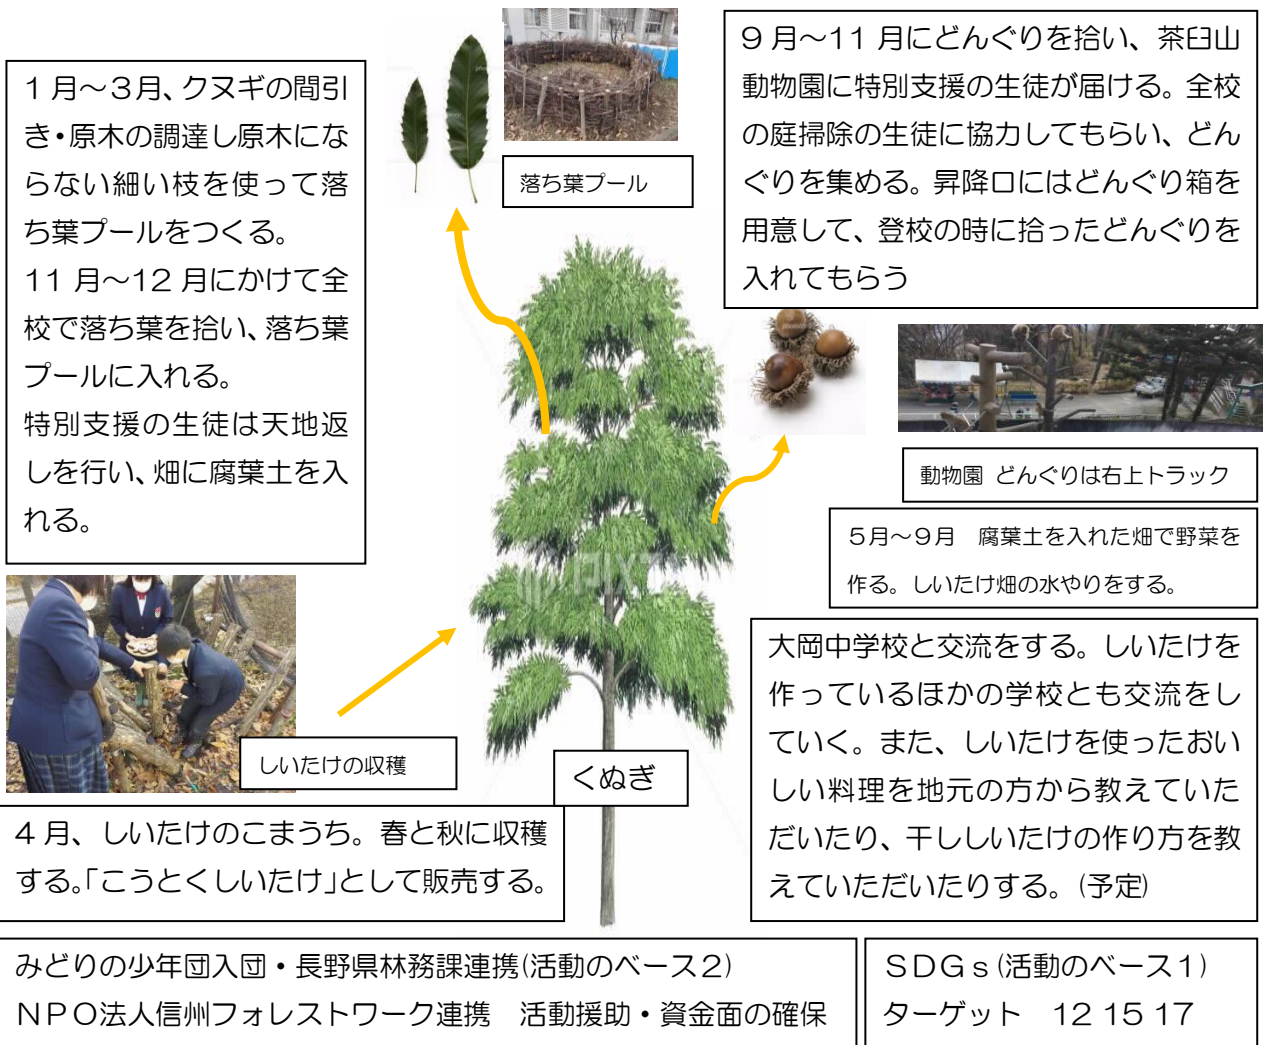 1月～3月、クヌギの間引
き・原木の調達し原木にな
らない細い枝を使って落
ち葉プールをつくる。
11月～12月にかけて全
校で落ち葉を拾い、落ち葉
プールに入れる。
特別支援の生徒は天地返
しを行い、畑に腐葉土を入
れる。
落ち葉プール
9月～11月にどんぐりを拾い、茶臼山
動物園に特別支援の生徒が届ける。全校
の庭掃除の生徒に協力してもらい、どん
ぐりを集める。昇降口にはどんぐり箱を
用意して、登校の時に拾ったどんぐりを
入れてもらう
動物園 どんぐりは右上トラック
5月～9月　腐葉土を入れた畑で野菜を
作る。しいたけ畑の水やりをする。
しいたけの収穫
くぬぎ
大岡中学校と交流をする。しいたけを
作っているほかの学校とも交流をし
ていく。また、しいたけを使ったおい
しい料理を地元の方から教えていた
だいたり、干ししいたけの作り方を教
えていただいたりする。(予定)
4月、しいたけのこまうち。春と秋に収穫
する。「こうとくしいたけ」として販売する。
みどりの少年団入団・長野県林務課連携(活動のベース2)
NPO法人信州フォレストワーク連携　活動援助・資金面の確保
SDGs(活動のベース1)
ターゲット　12 15 17